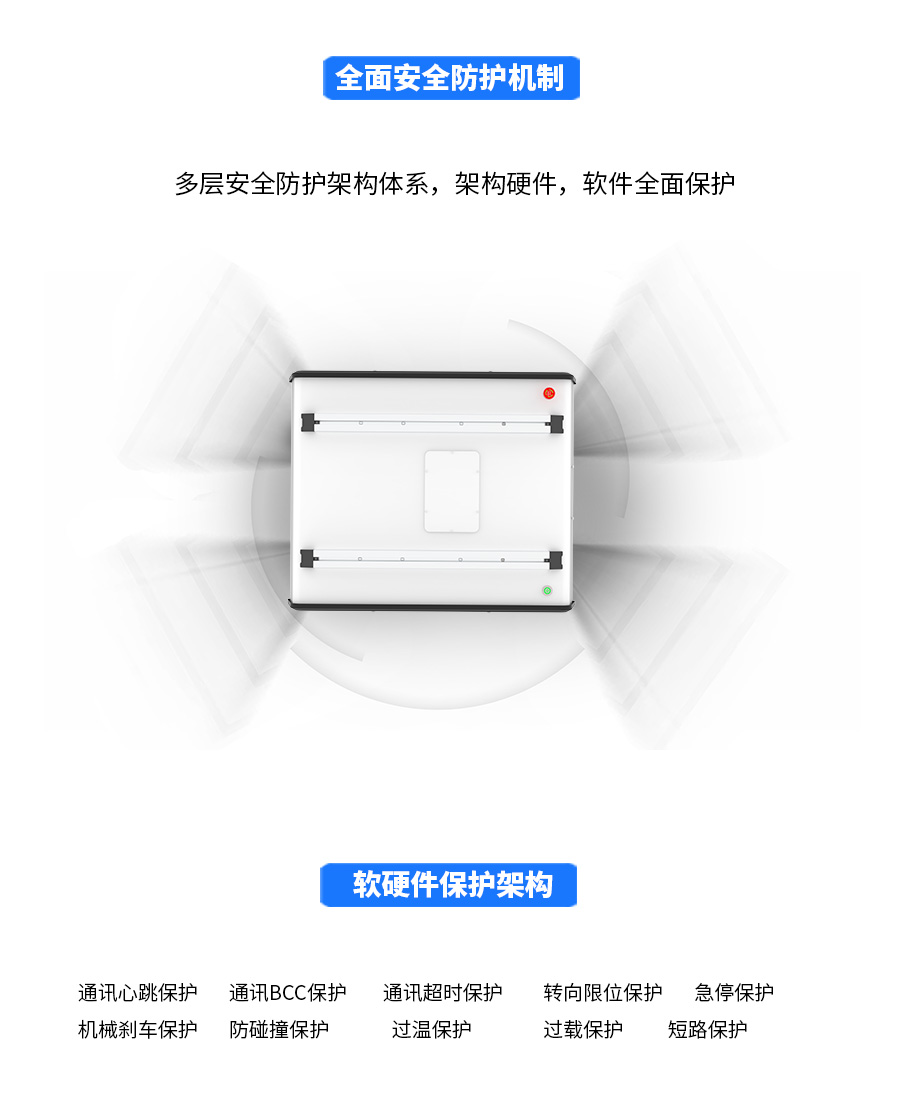 全面安全防护机制
多层安全防护架构体系，架构硬件，软件全面保护
软硬件保护架构
通讯心跳保护 通讯BCC保护 通讯超时保护 转向限位保护 急停保护
机械刹车保护 防碰撞保护 过温保护 过载保护 短路保护